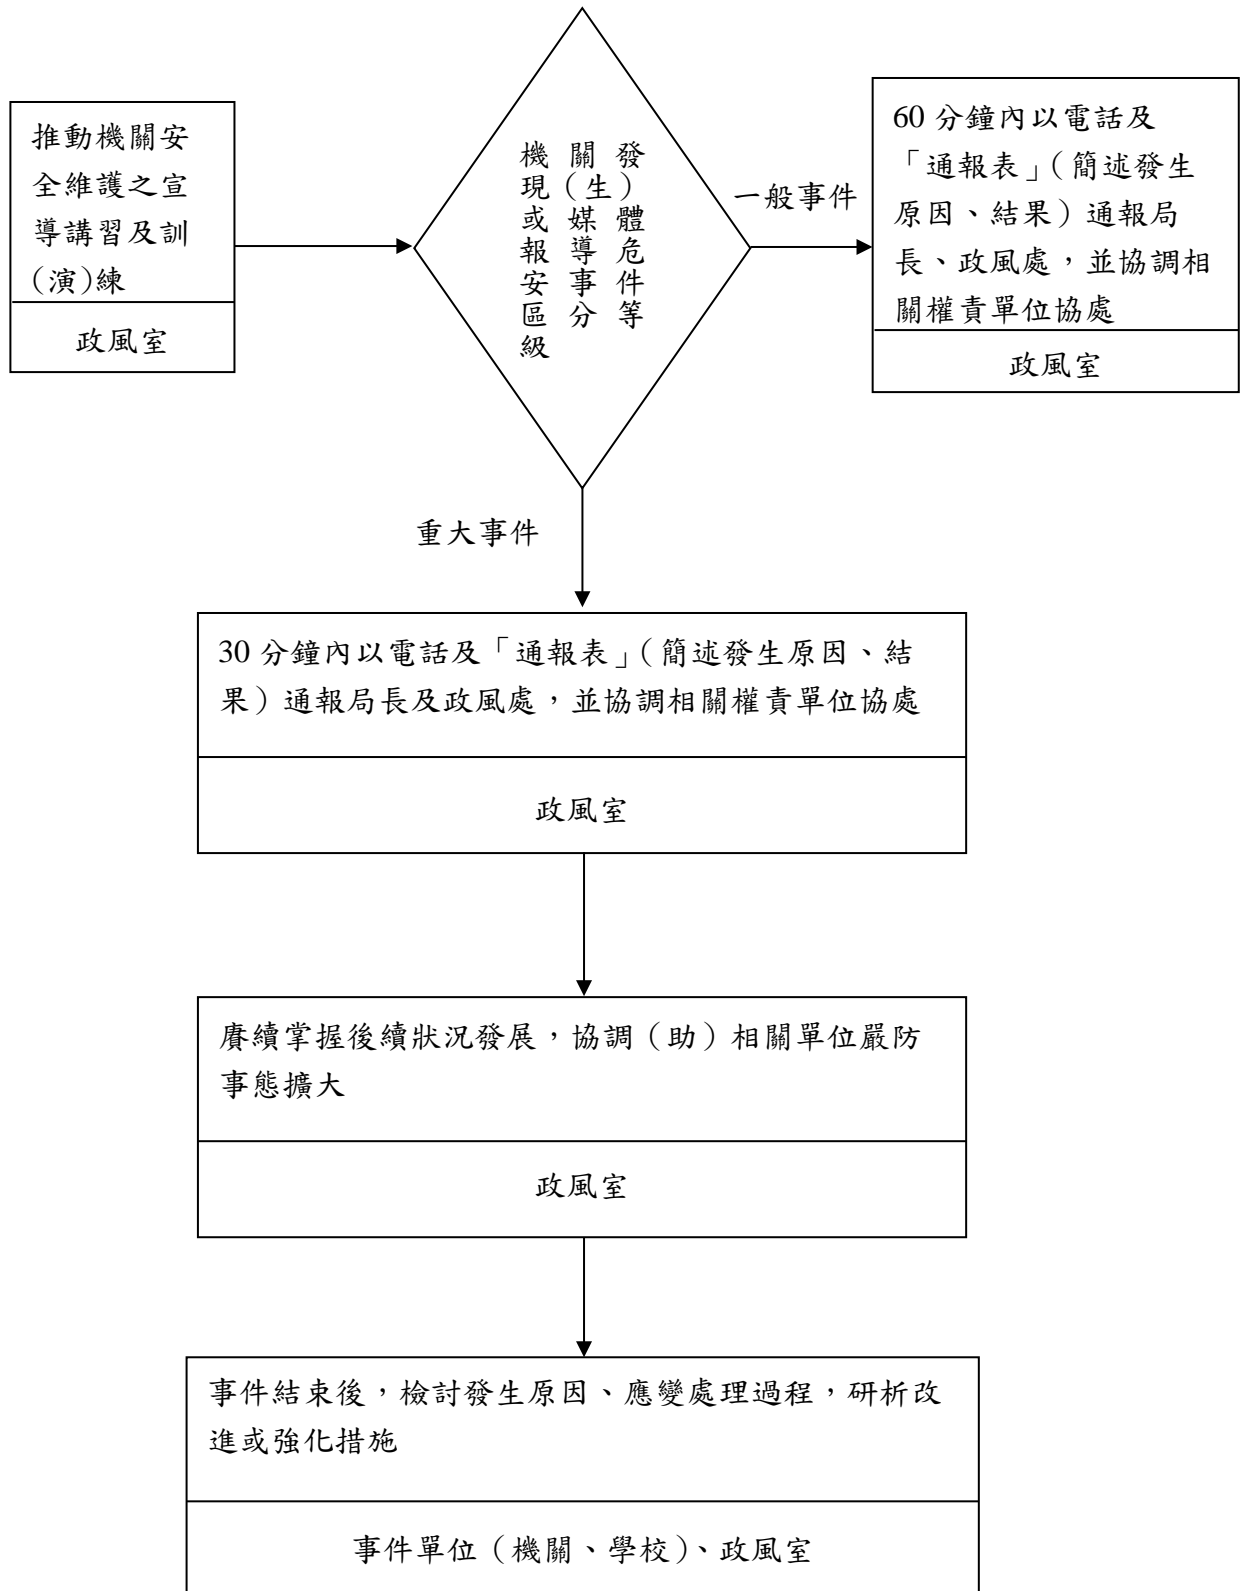 推動機關安
全維護之宣
導講習及訓
(演)練
政風室
機關發
現(生)
或媒體
報導危
安事件
區分等
級
一般事件
60 分鐘內以電話及
「通報表」(簡述發生
原因、結果)通報局
長、政風處,並協調相
關權責單位協處
政風室
重大事件
30 分鐘內以電話及「通報表」(簡述發生原因、結
果)通報局長及政風處,並協調相關權責單位協處
政風室
賡續掌握後續狀況發展,協調(助)相關單位嚴防
事態擴大
政風室
事件結束後,檢討發生原因、應變處理過程,研析改
進或強化措施
事件單位(機關、學校)、政風室